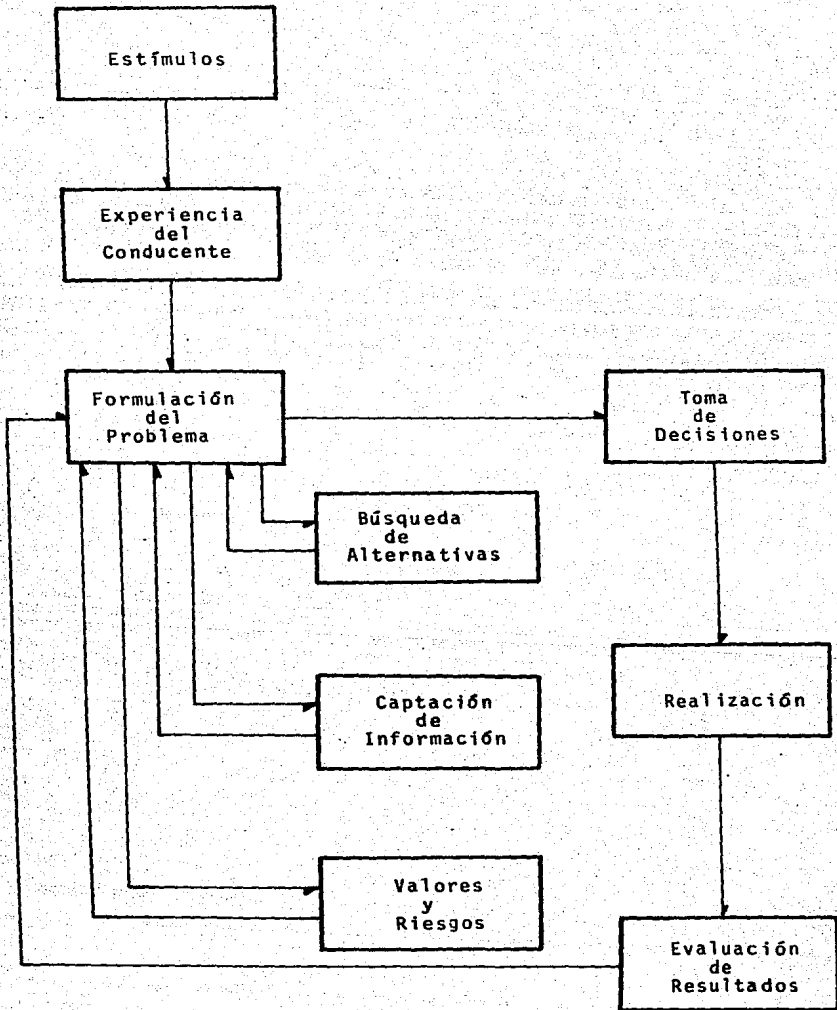 Estímulos
Experiencia
del
Conducente
Formulación
del
Problema
Toma
de
Decisiones
Búsqueda
de
Alternativas
Captación
de
Información
Realización
Valores
y
Riesgos
Evaluación
de
Resultados